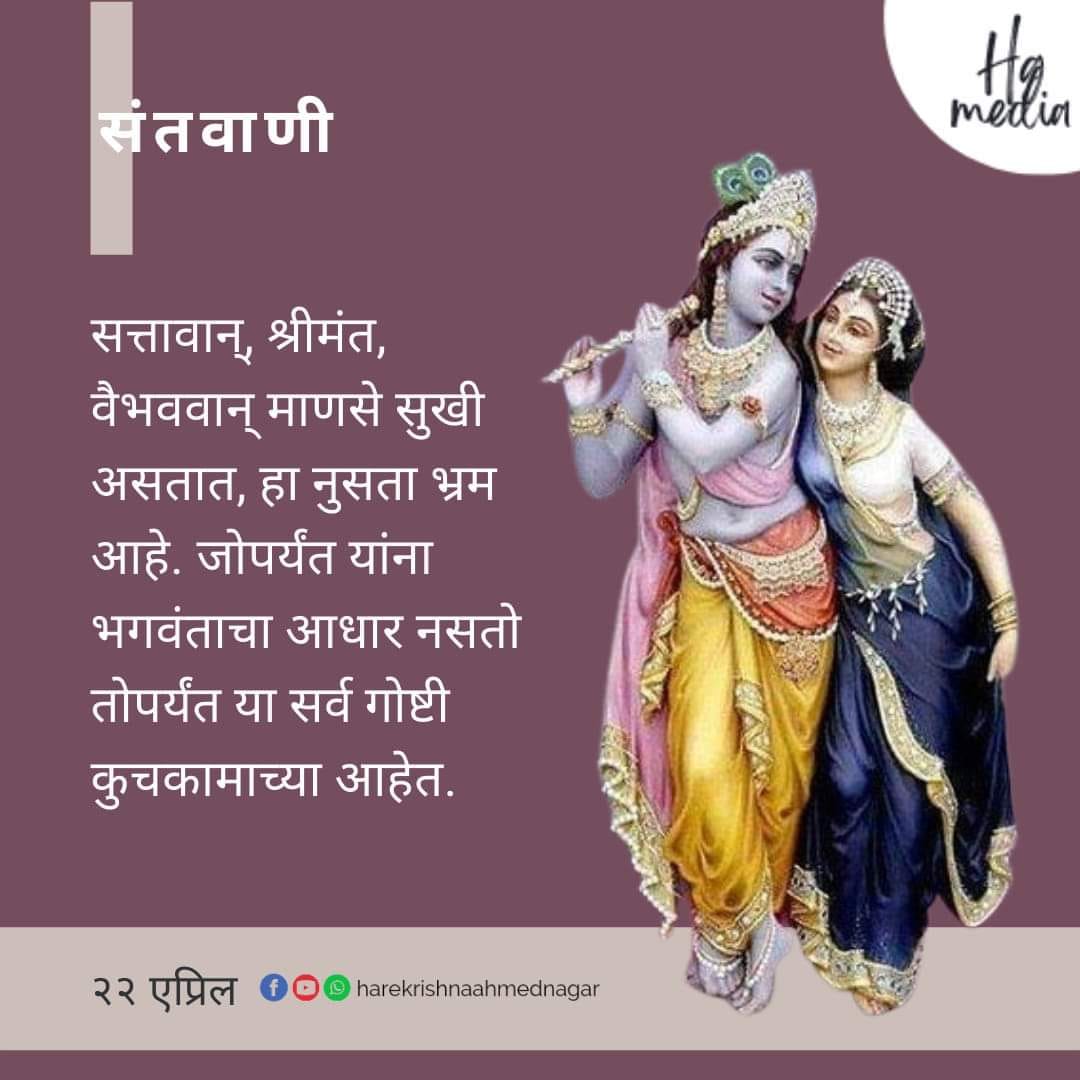 Hg
media
संतवाणी
सत्तावान्, श्रीमंत,
वैभववान् माणसे सुखी
असतात, हा नुसता भ्रम
आहे. जोपर्यंत यांना
भगवंताचा आधार नसतो
तोपर्यंत या सर्व गोष्टी
कुचकामाच्या आहेत.
२२ एप्रिल harekrishnaahmednagar